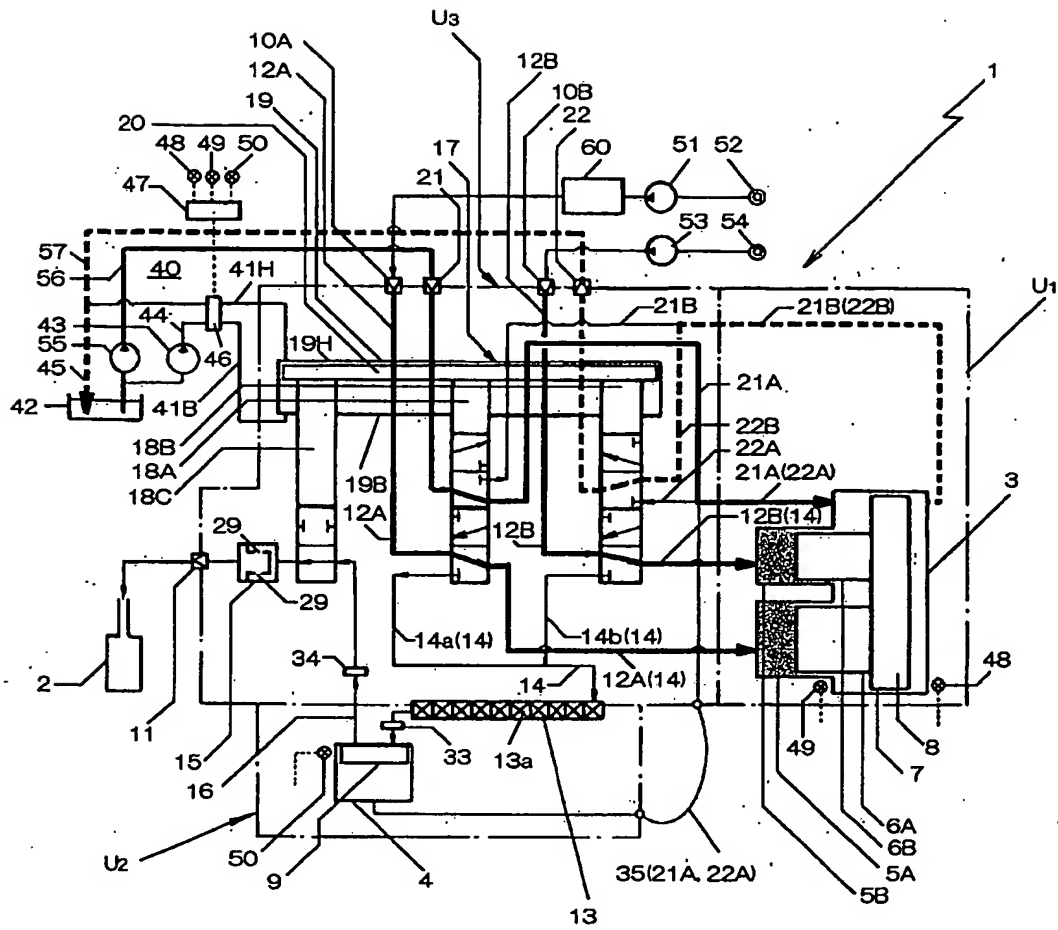 U3
10A
12A
19
20
12B
10B
22
1
48 49 50
17
60
51
52
47
21
53
54
57
56
40
41H
U1
44
21B
21B(22B)
43
55
46
19H
45
42
41B
21A
18B
18A
18C
22B
22A
19B
21A(22A)
3
12A
12B
12B(14)
29
29
14a(14)
14b(14)
2
34
14
12A(14)
48
11
33
13a
49
8
15
7
16
6A
6B
U2
50
9
4
35(21A, 22A)
5A
5B
13